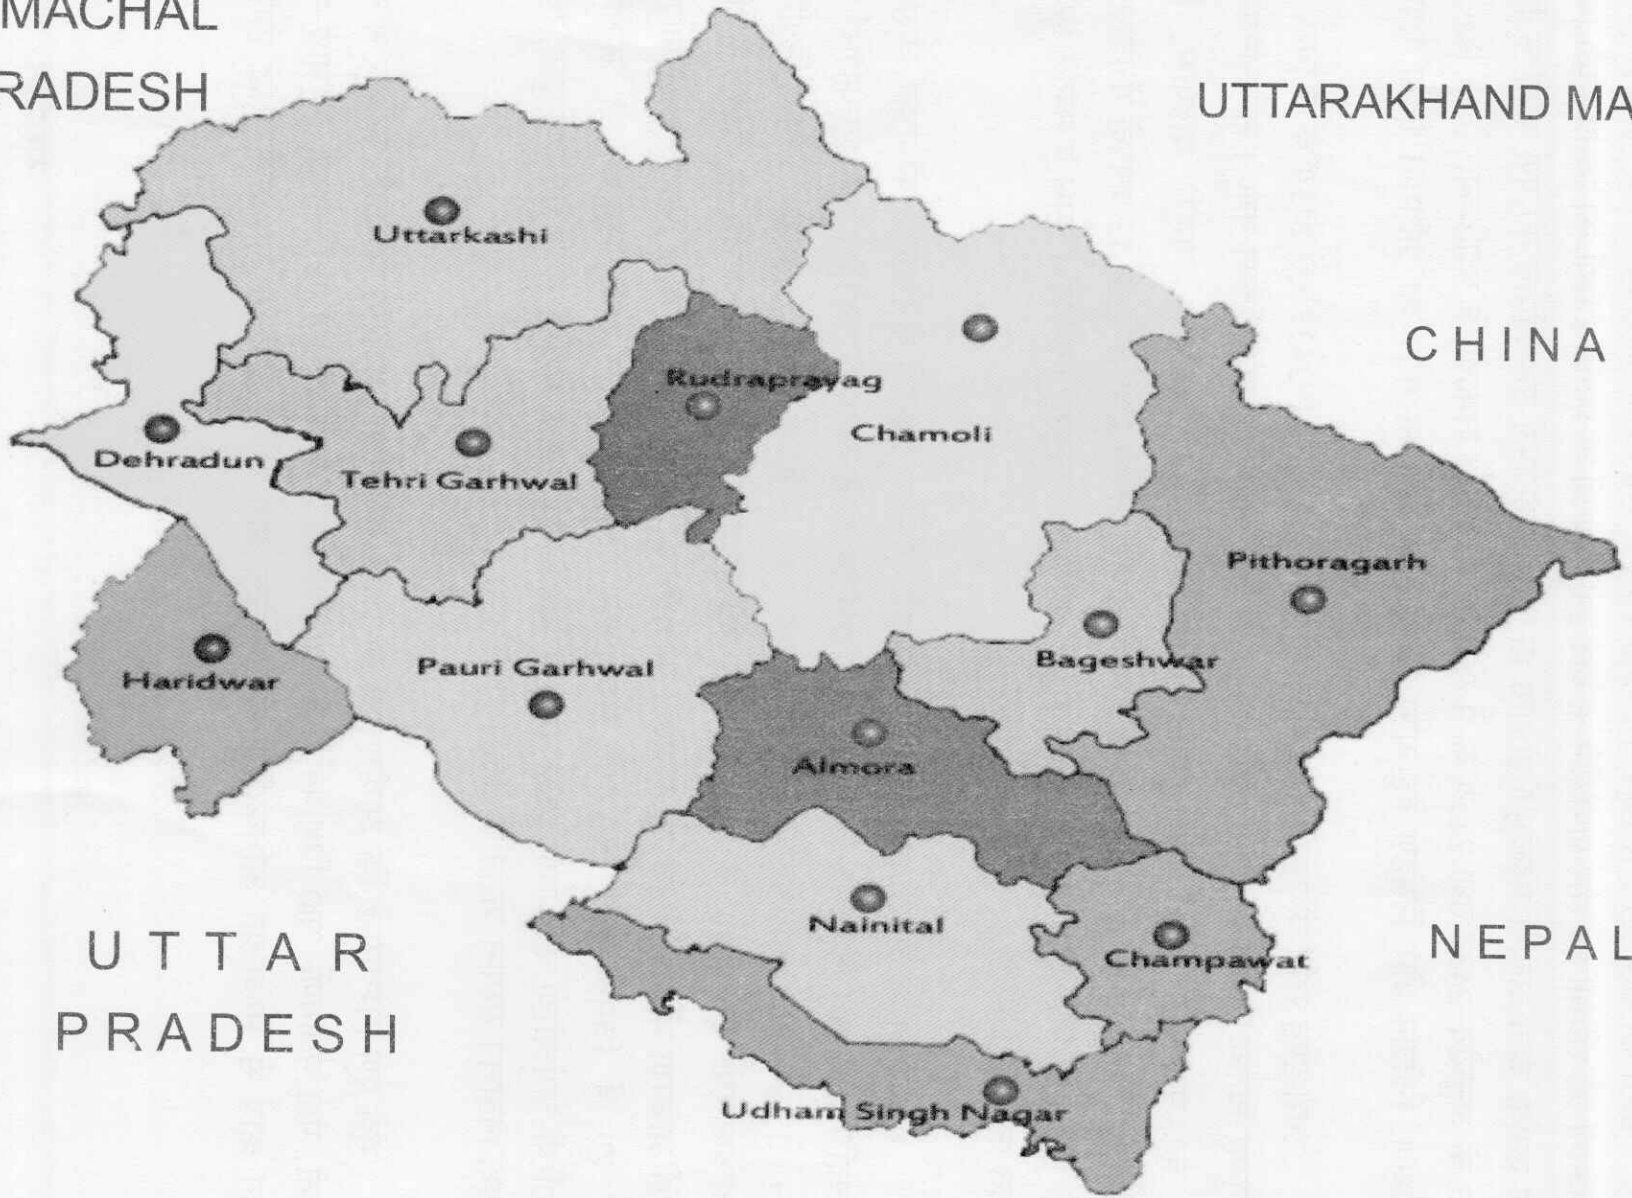 MACHAL
RADESH
UTTARAKHAND MA
CHINA
Uttarkashi
Rudraprayag
Chamoli
Dehradun
Tehri Garhwal
Pithoragarh
Haridwar
Pauri Garhwal
Bageshwar
Almora
Nainital
Champawat
NEPAL
UTTAR
PRADESH
Udham Singh Nagar